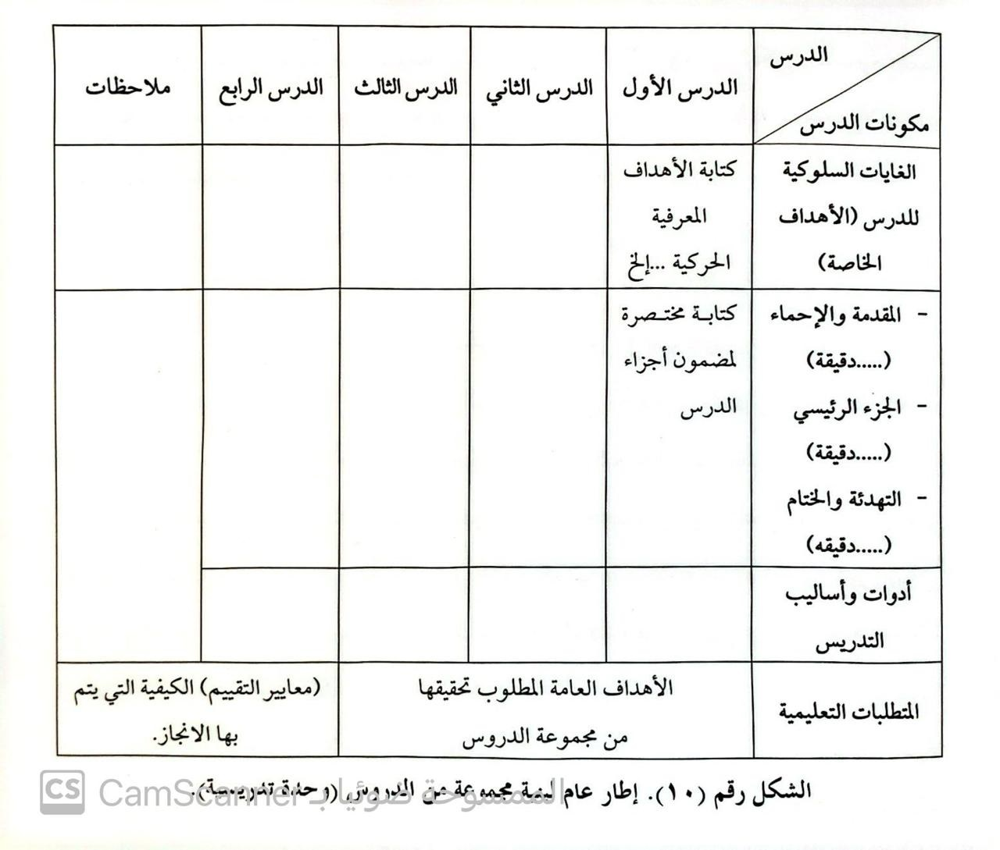 الدرس
مكونات الدرس
الدرس الأول
الدرس الثاني
الدرس الثالث
الدرس الرابع
ملاحظات
الغايات السلوكية
للدرس (الأهداف
الخاصة)
كتابة الأهداف
المعرفية
الحركية ...إلخ
- المقدمة والإحماء
(.....دقيقة)
- الجزء الرئيسي
(.....دقيقة)
- التهدئة والختام
(.....دقيقه)
كتابة مختصرة
لمضمون أجزاء
الدرس
أدوات وأساليب
التدريس
المتطلبات التعليمية
الأهداف العامة المطلوب تحقيقها
من مجموعة الدروس
(معايير التقييم) الكيفية التي يتم
بها الانجاز.
الشكل رقم (١٠). إطار عام لبنية مجموعة من الدروس (وحدة تدريسية).
CS CamScanner الممسوحة ضوئيا بـ